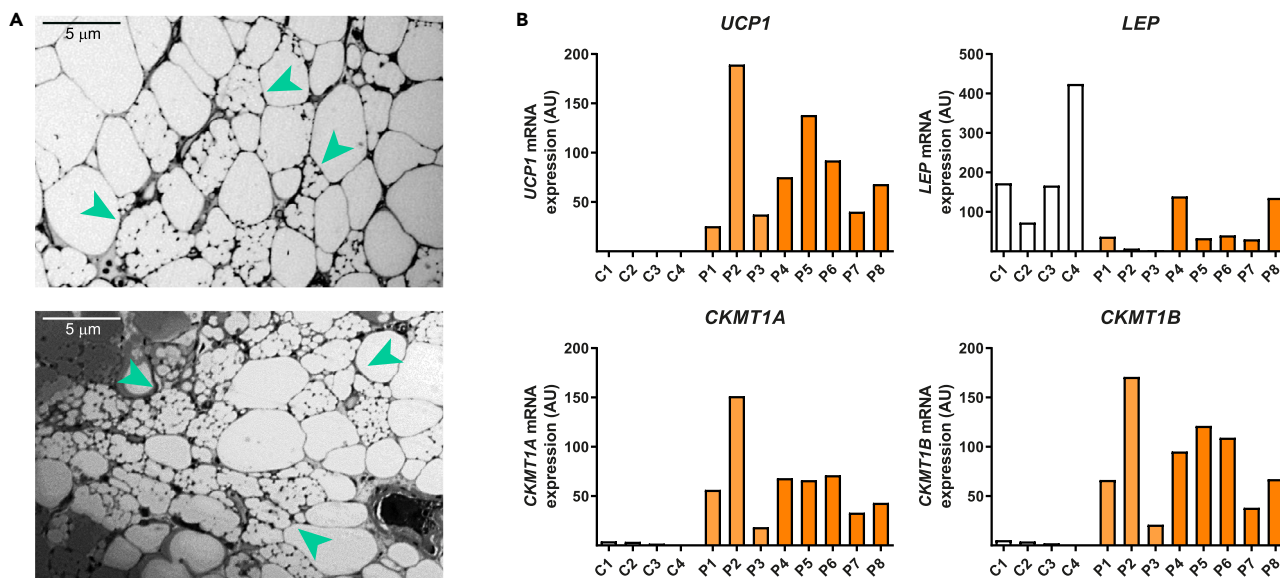 A
5 μm
5 μm
B
UCP1
UCP1 mRNA
expression (AU)
200
150
100
50
C1 C2 C3 C4 P1 P2 P3 P4 P5 P6 P7 P8
LEP
LEP mRNA
expression (AU)
500
400
300
200
100
C1 C2 C3 C4 P1 P2 P3 P4 P5 P6 P7 P8
CKMT1A
CKMT1A mRNA
expression (AU)
200
150
100
50
C1 C2 C3 C4 P1 P2 P3 P4 P5 P6 P7 P8
CKMT1B
CKMT1B mRNA
expression (AU)
200
150
100
50
C1 C2 C3 C4 P1 P2 P3 P4 P5 P6 P7 P8